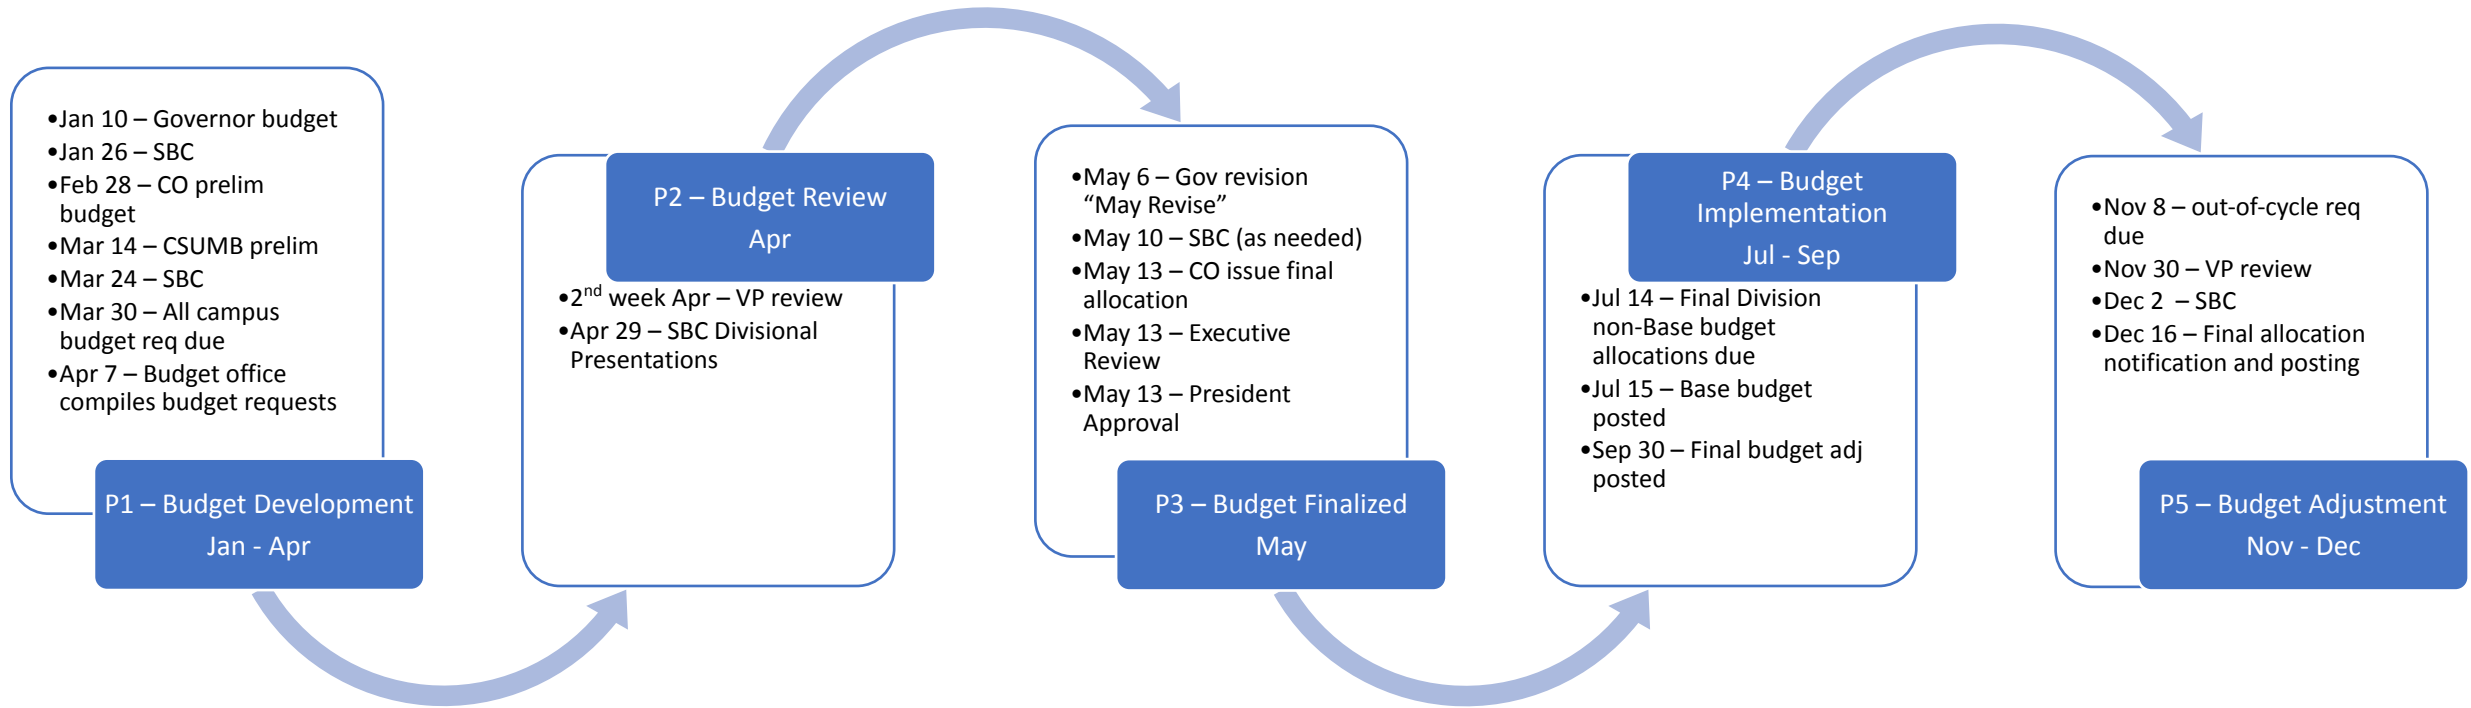 •Jan 10 – Governor budget
•Jan 26 – SBC
•Feb 28 – CO prelim
budget
•Mar 14 – CSUMB prelim
•Mar 24 – SBC
•Mar 30 – All campus
budget req due
•Apr 7 – Budget office
compiles budget requests
P1 – Budget Development
Jan - Apr
P2 – Budget Review
Apr
•2nd week Apr – VP review
•Apr 29 – SBC Divisional
Presentations
•May 6 – Gov revision
“May Revise”
•May 10 – SBC (as needed)
•May 13 – CO issue final
allocation
•May 13 – Executive
Review
•May 13 – President
Approval
P3 – Budget Finalized
May
P4 – Budget
Implementation
Jul - Sep
•Jul 14 – Final Division
non-Base budget
allocations due
•Jul 15 – Base budget
posted
•Sep 30 – Final budget adj
posted
•Nov 8 – out-of-cycle req
due
•Nov 30 – VP review
•Dec 2  – SBC
•Dec 16 – Final allocation
notification and posting
P5 – Budget Adjustment
Nov - Dec